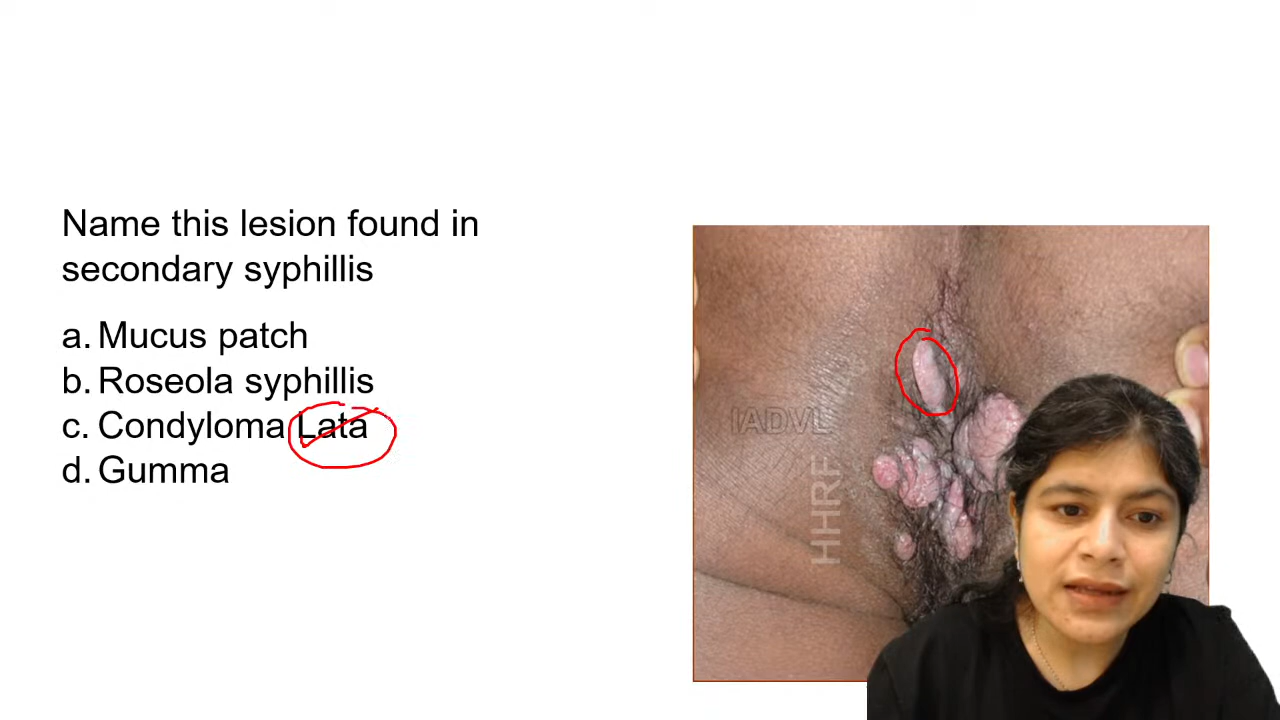 Name this lesion found in
secondary syphillis
a. Mucus patch
b. Roseola syphillis
c. Condyloma Lata
d. Gumma
IADVL
HHRF